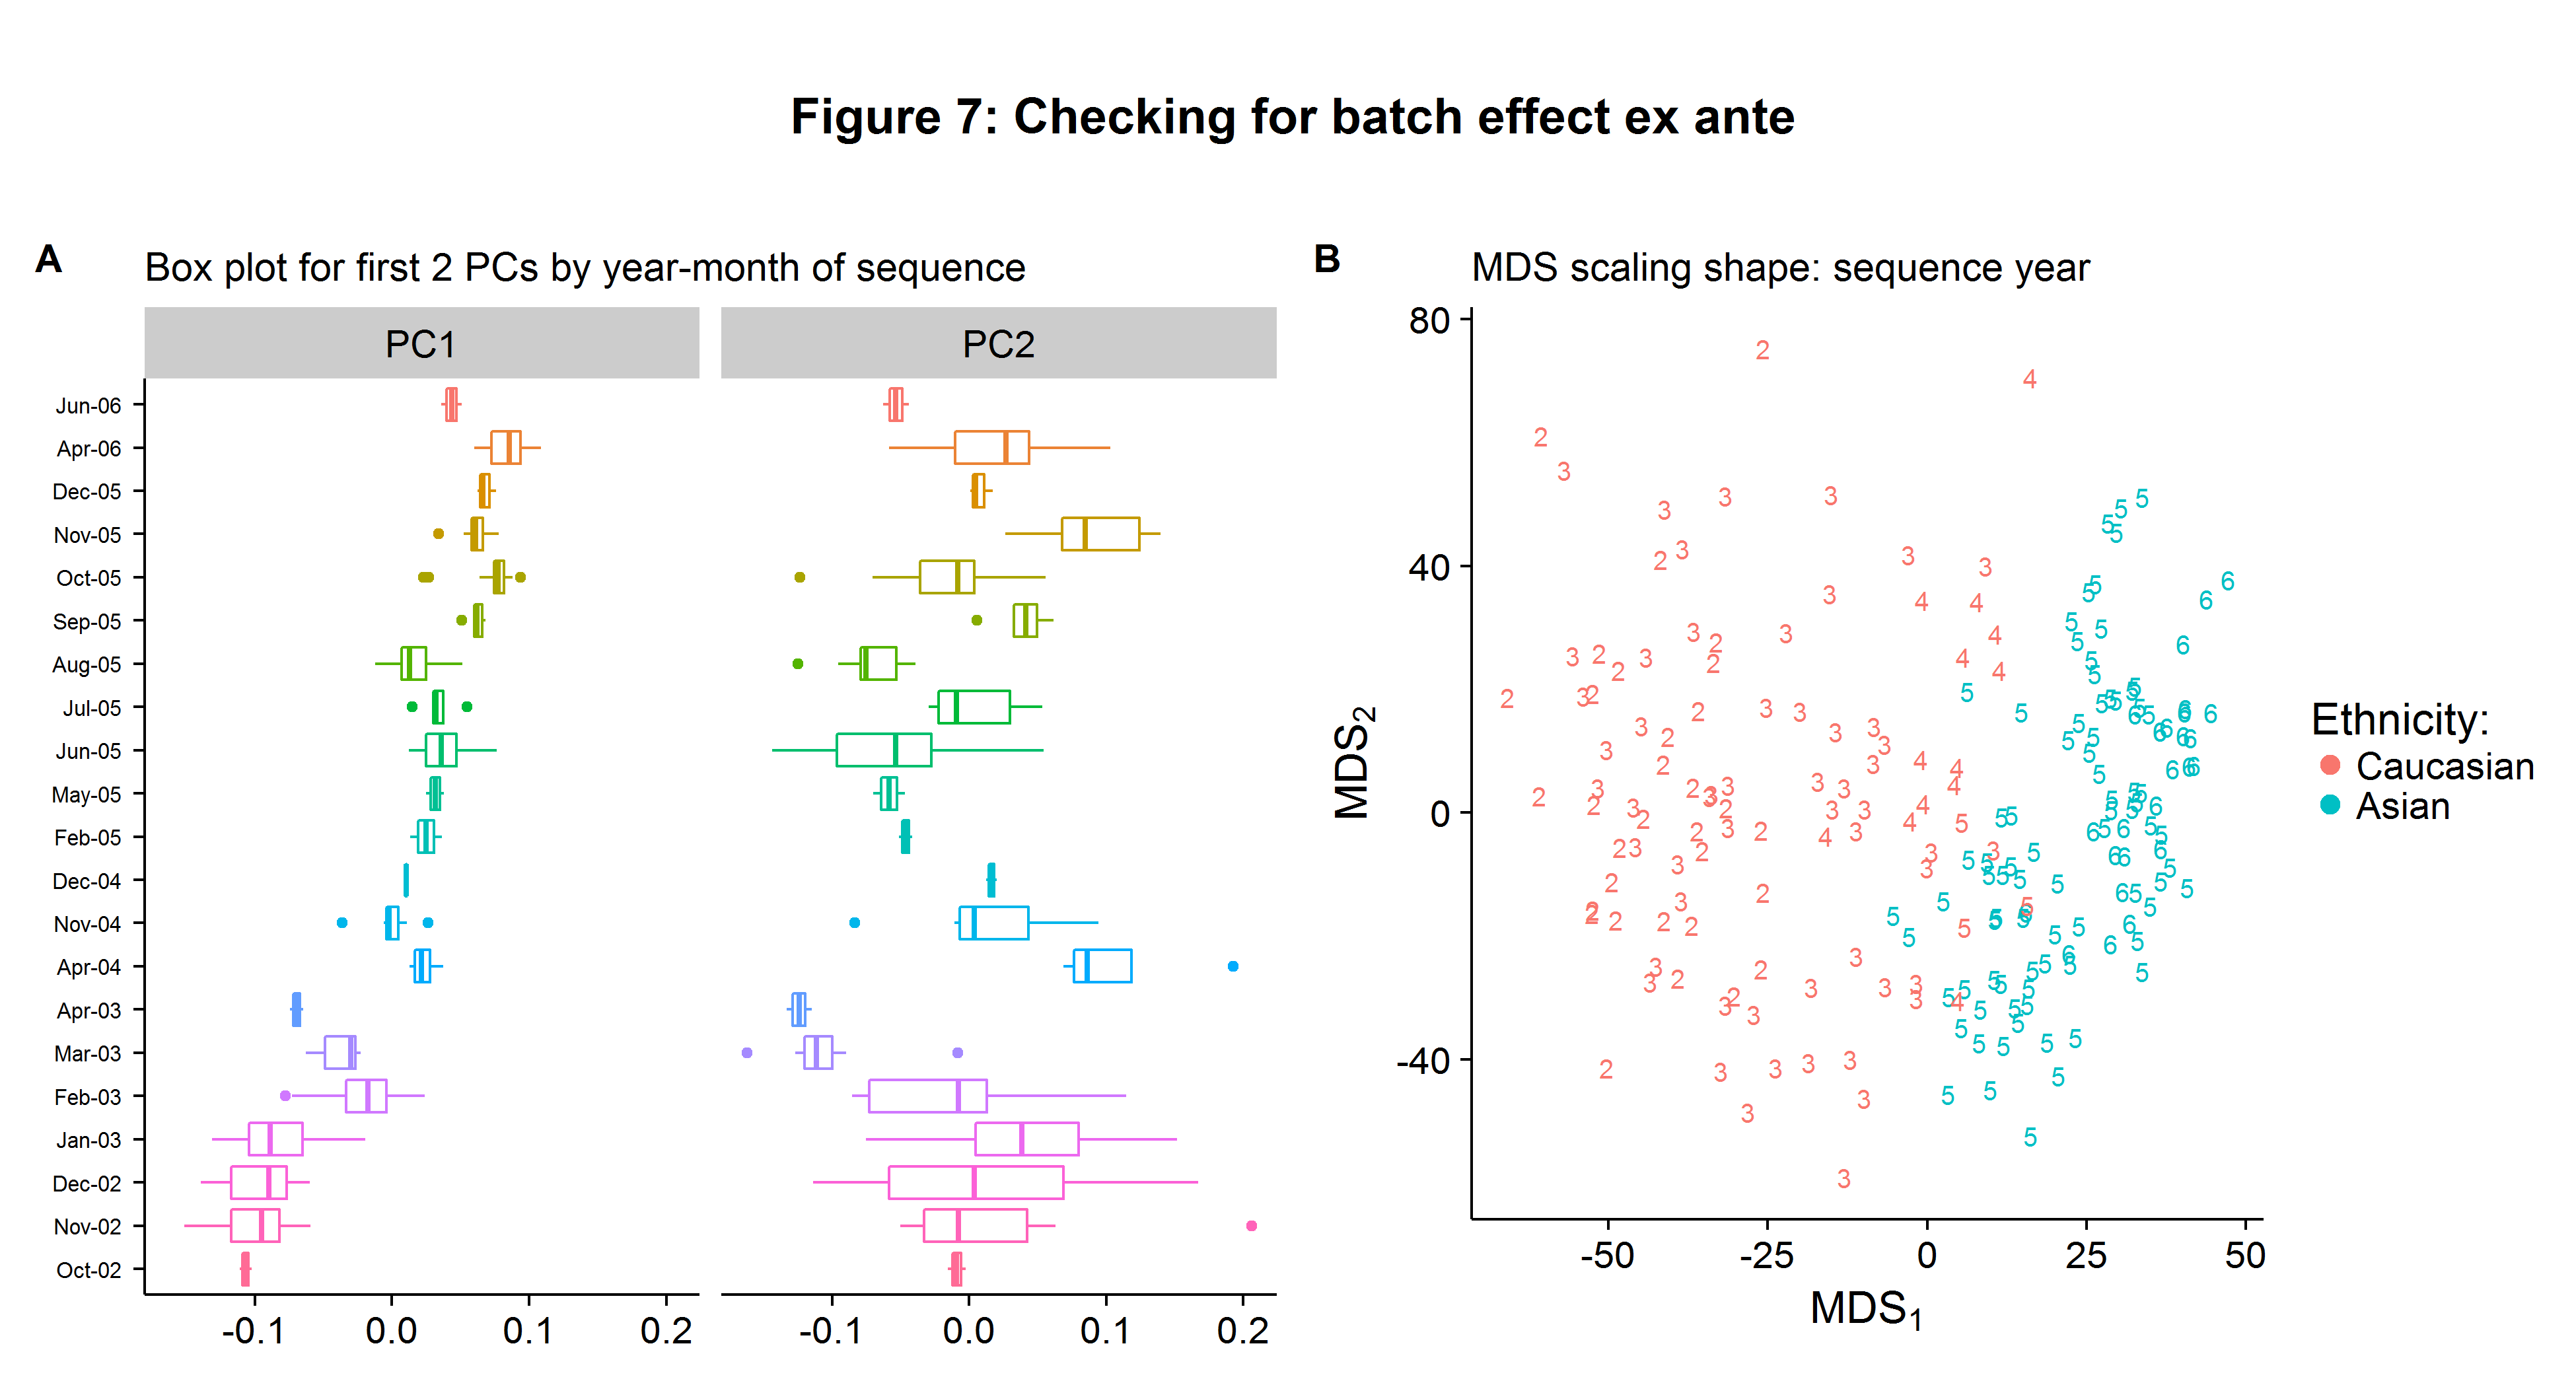 Figure 7: Checking for batch effect ex ante
A
Box plot for first 2 PCs by year-month of sequence
PC1
PC2
Jun-06
Apr-06
Dec-05
Nov-05
Oct-05
Sep-05
Aug-05
Jul-05
Jun-05
May-05
Feb-05
Dec-04
Nov-04
Apr-04
Apr-03
Mar-03
Feb-03
Jan-03
Dec-02
Nov-02
Oct-02
-0.1 0.0 0.1 0.2
-0.1 0.0 0.1 0.2
B
MDS scaling shape: sequence year
80
40
0
-40
MDS2
-50 -25 0 25 50
MDS1
Ethnicity:
Caucasian
Asian